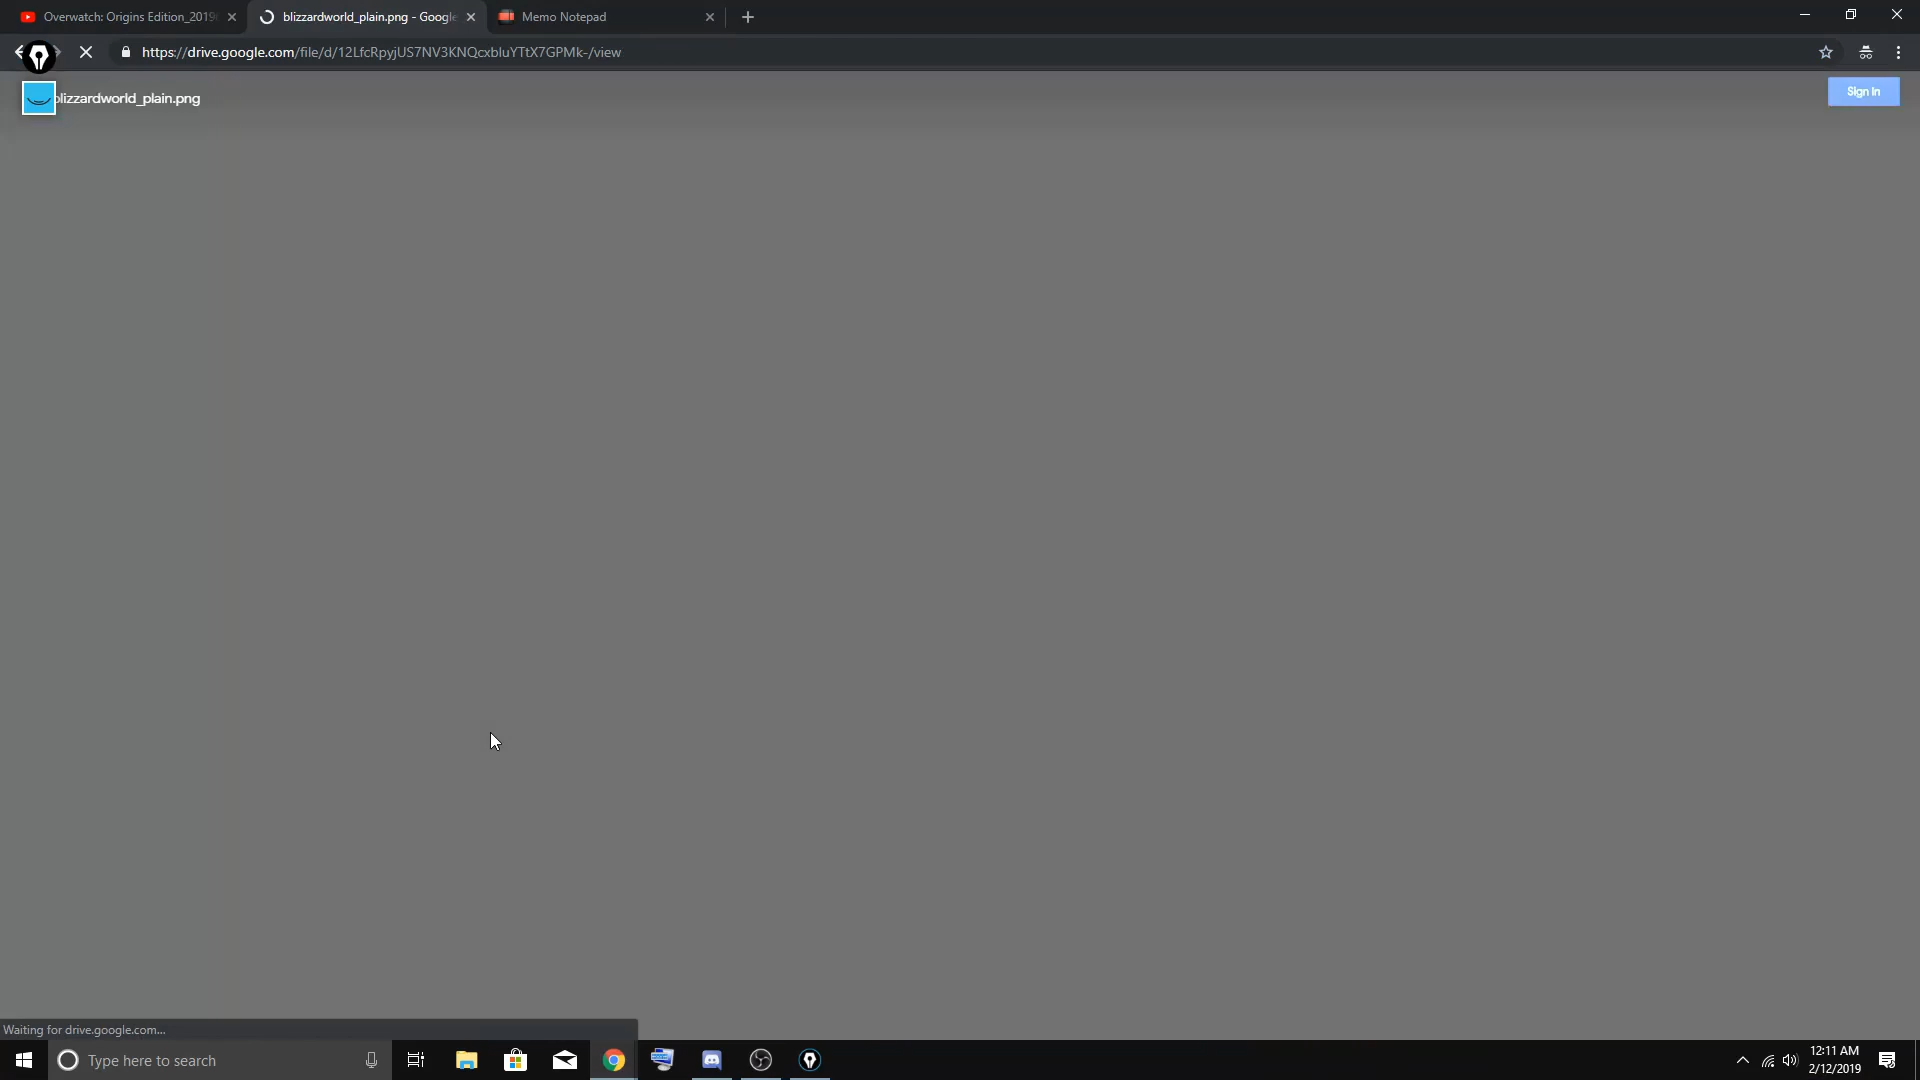 Overwatch: Origins Edition_2019
blizzardworld_plain.png - Google
Memo Notepad
https://drive.google.com/file/d/12LfcRpyjUS7NV3KNQcxbluYTtX7GPMk-/view
blizzardworld_plain.png
Sign in
Waiting for drive.google.com...
Type here to search
12:11 AM
2/12/2019